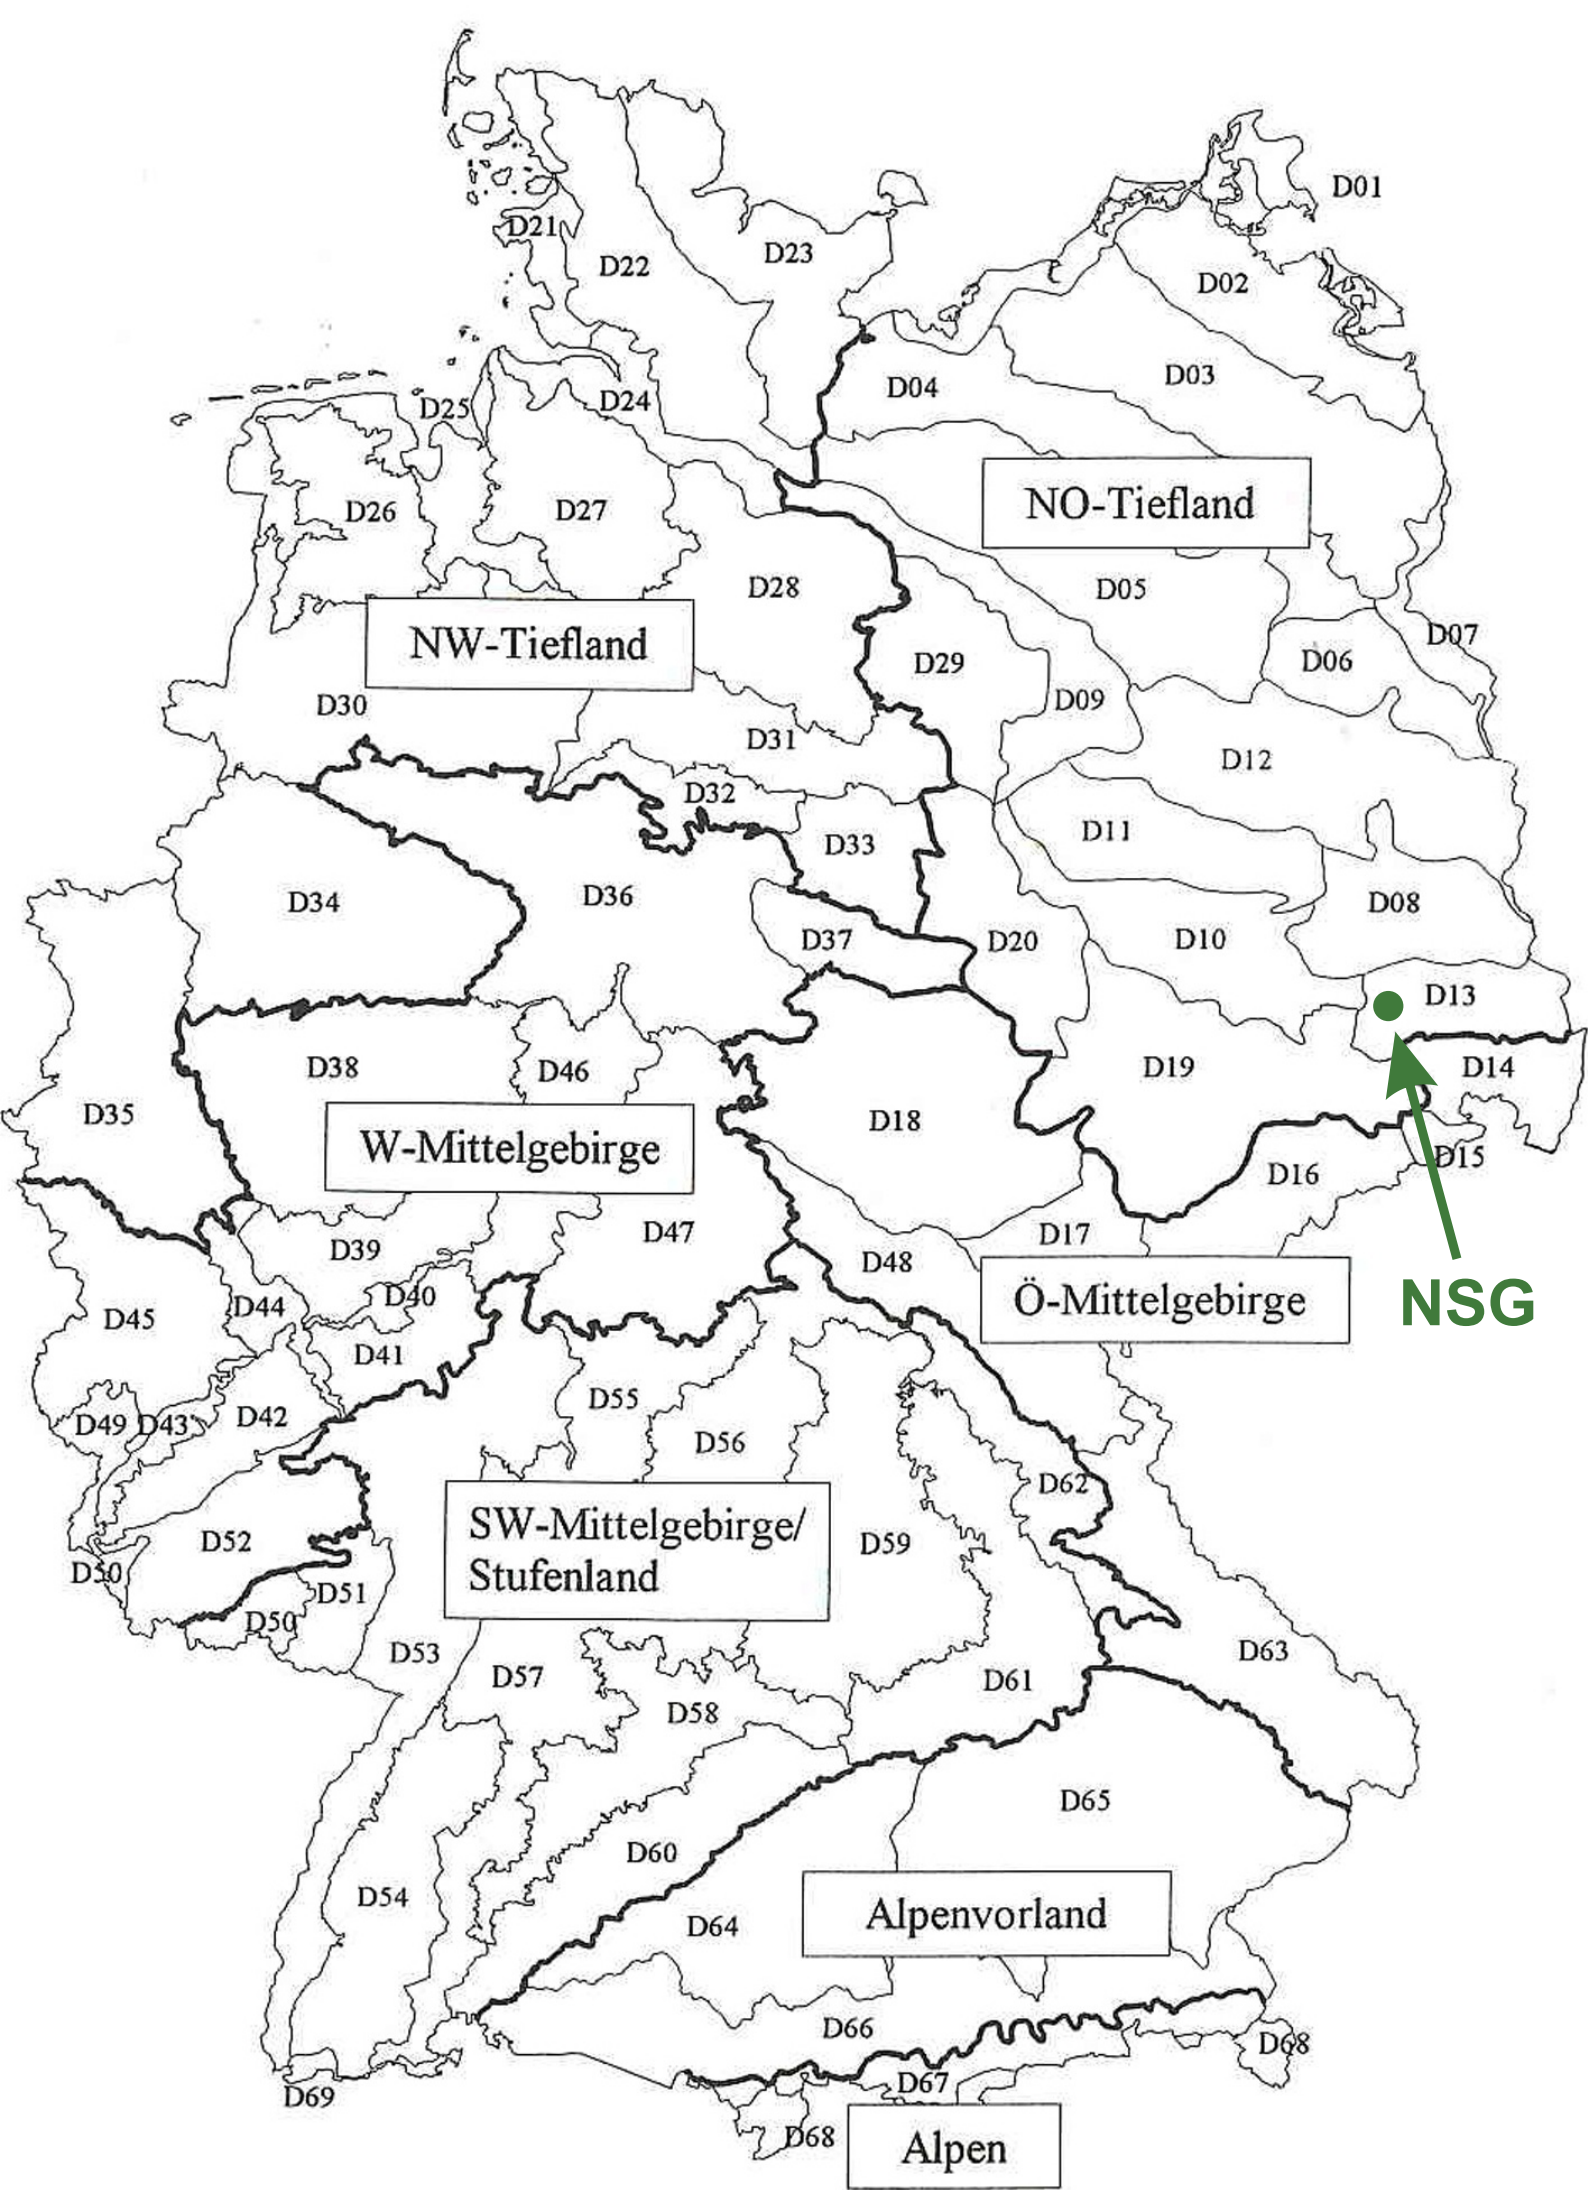 D01
D21
D22
D23
D02
D03
D04
D24
D25
NO-Tiefland
D26
D27
D28
D05
NW-Tiefland
D07
D29
D06
D09
D30
D31
D12
D32
D11
D33
D34
D36
D08
D37
D20
D10
D13
D38
D46
D19
D14
D35
D18
W-Mittelgebirge
D15
D16
D47
D17
D39
D48
D40
D44
D45
Ö-Mittelgebirge
NSG
D41
D55
D49
D43
D42
D56
D62
SW-Mittelgebirge/
Stufenland
D52
D59
D50
D51
D50
D53
D63
D57
D61
D58
D65
D60
D54
D64
Alpenvorland
D66
D68
D67
D69
D68
Alpen